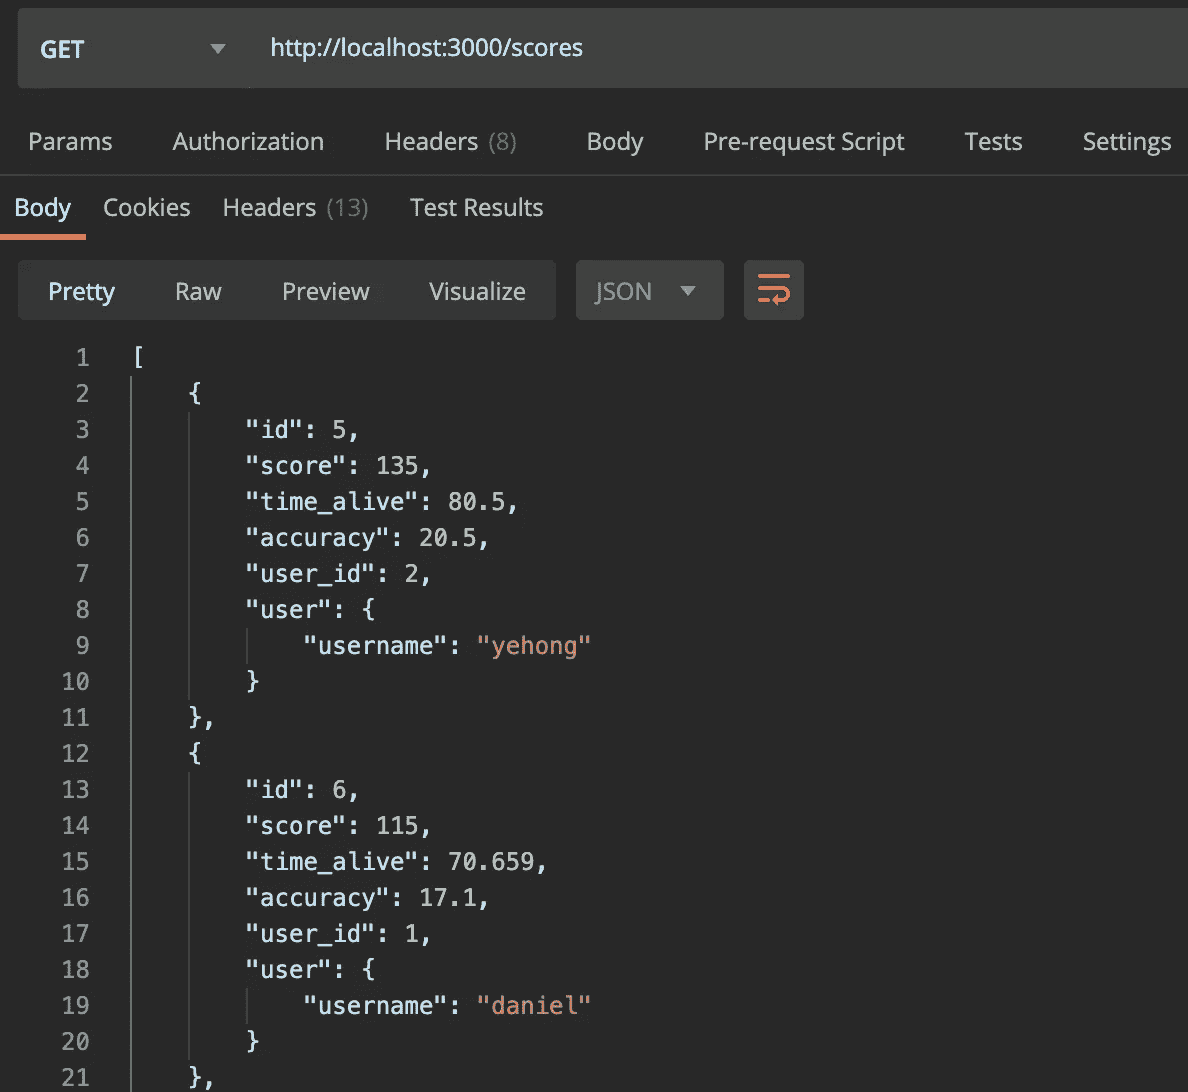 GET http://localhost:3000/scores
Params Authorization Headers (8) Body Pre-request Script Tests Settings
Body Cookies Headers (13) Test Results
Pretty Raw Preview Visualize JSON
1 [
2 {
3 "id": 5,
4 "score": 135,
5 "time_alive": 80.5,
6 "accuracy": 20.5,
7 "user_id": 2,
8 "user": {
9 "username": "yehong"
10 }
11 },
12 {
13 "id": 6,
14 "score": 115,
15 "time_alive": 70.659,
16 "accuracy": 17.1,
17 "user_id": 1,
18 "user": {
19 "username": "daniel"
20 }
21 },